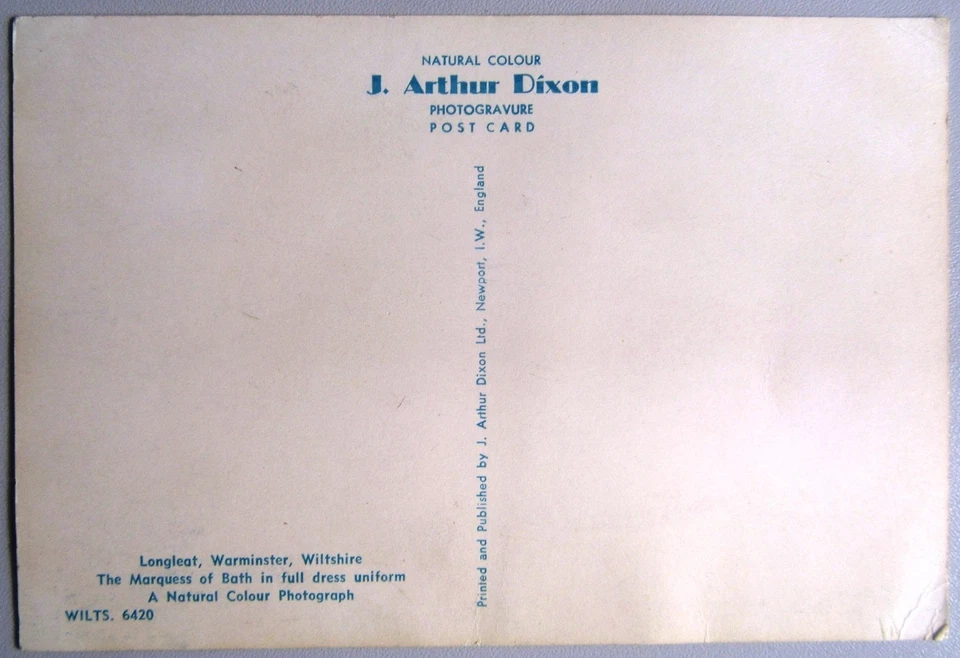 NATURAL COLOUR
J. Arthur Dixon
PHOTOGRAVURE
POST CARD
Printed and Published by J. Arthur Dixon Ltd., Newport, I.W., England
Longleat, Warminster, Wiltshire
The Marquess of Bath in full dress uniform
A Natural Colour Photograph
WILTS. 6420